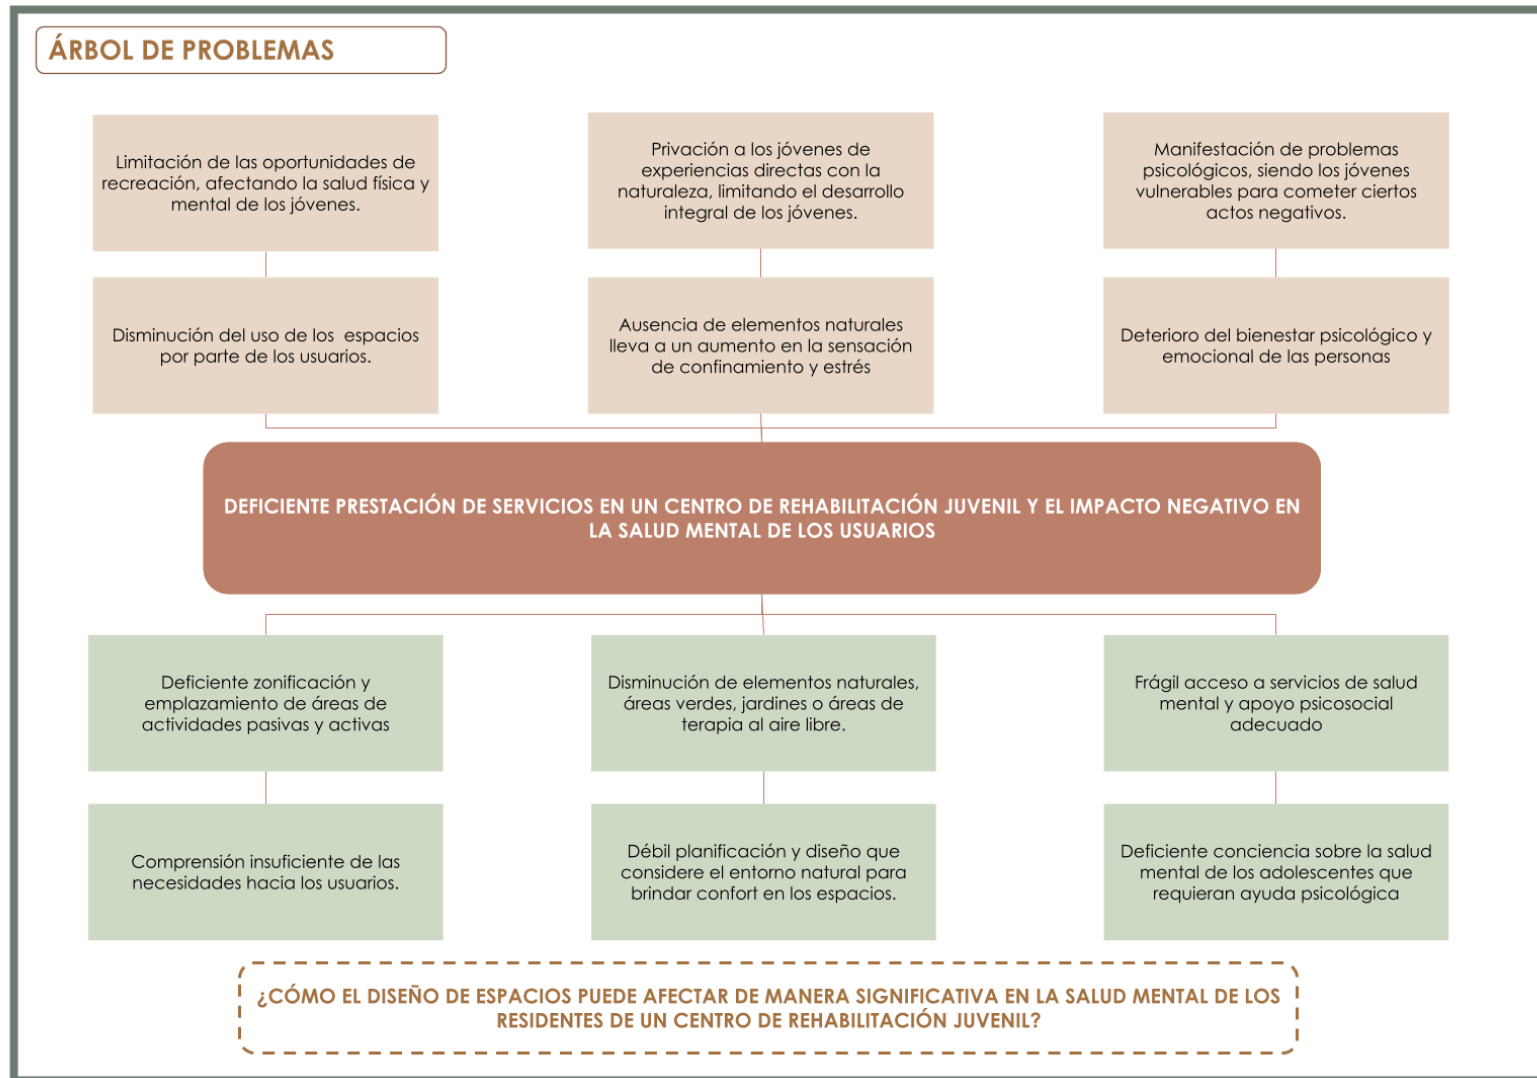 ÁRBOL DE PROBLEMAS
Limitación de las oportunidades de
recreación, afectando la salud física y
mental de los jóvenes.
Privación a los jóvenes de
experiencias directas con la
naturaleza, limitando el desarrollo
integral de los jóvenes.
Manifestación de problemas
psicológicos, siendo los jóvenes
vulnerables para cometer ciertos
actos negativos.
Disminución del uso de los espacios
por parte de los usuarios.
Ausencia de elementos naturales
lleva a un aumento en la sensación
de confinamiento y estrés
Deterioro del bienestar psicológico y
emocional de las personas
DEFICIENTE PRESTACIÓN DE SERVICIOS EN UN CENTRO DE REHABILITACIÓN JUVENIL Y EL IMPACTO NEGATIVO EN
LA SALUD MENTAL DE LOS USUARIOS
Deficiente zonificación y
emplazamiento de áreas de
actividades pasivas y activas
Disminución de elementos naturales,
áreas verdes, jardines o áreas de
terapia al aire libre.
Frágil acceso a servicios de salud
mental y apoyo psicosocial
adecuado
Comprensión insuficiente de las
necesidades hacia los usuarios.
Débil planificación y diseño que
considere el entorno natural para
brindar confort en los espacios.
Deficiente conciencia sobre la salud
mental de los adolescentes que
requieran ayuda psicológica
¿CÓMO EL DISEÑO DE ESPACIOS PUEDE AFECTAR DE MANERA SIGNIFICATIVA EN LA SALUD MENTAL DE LOS
RESIDENTES DE UN CENTRO DE REHABILITACIÓN JUVENIL?